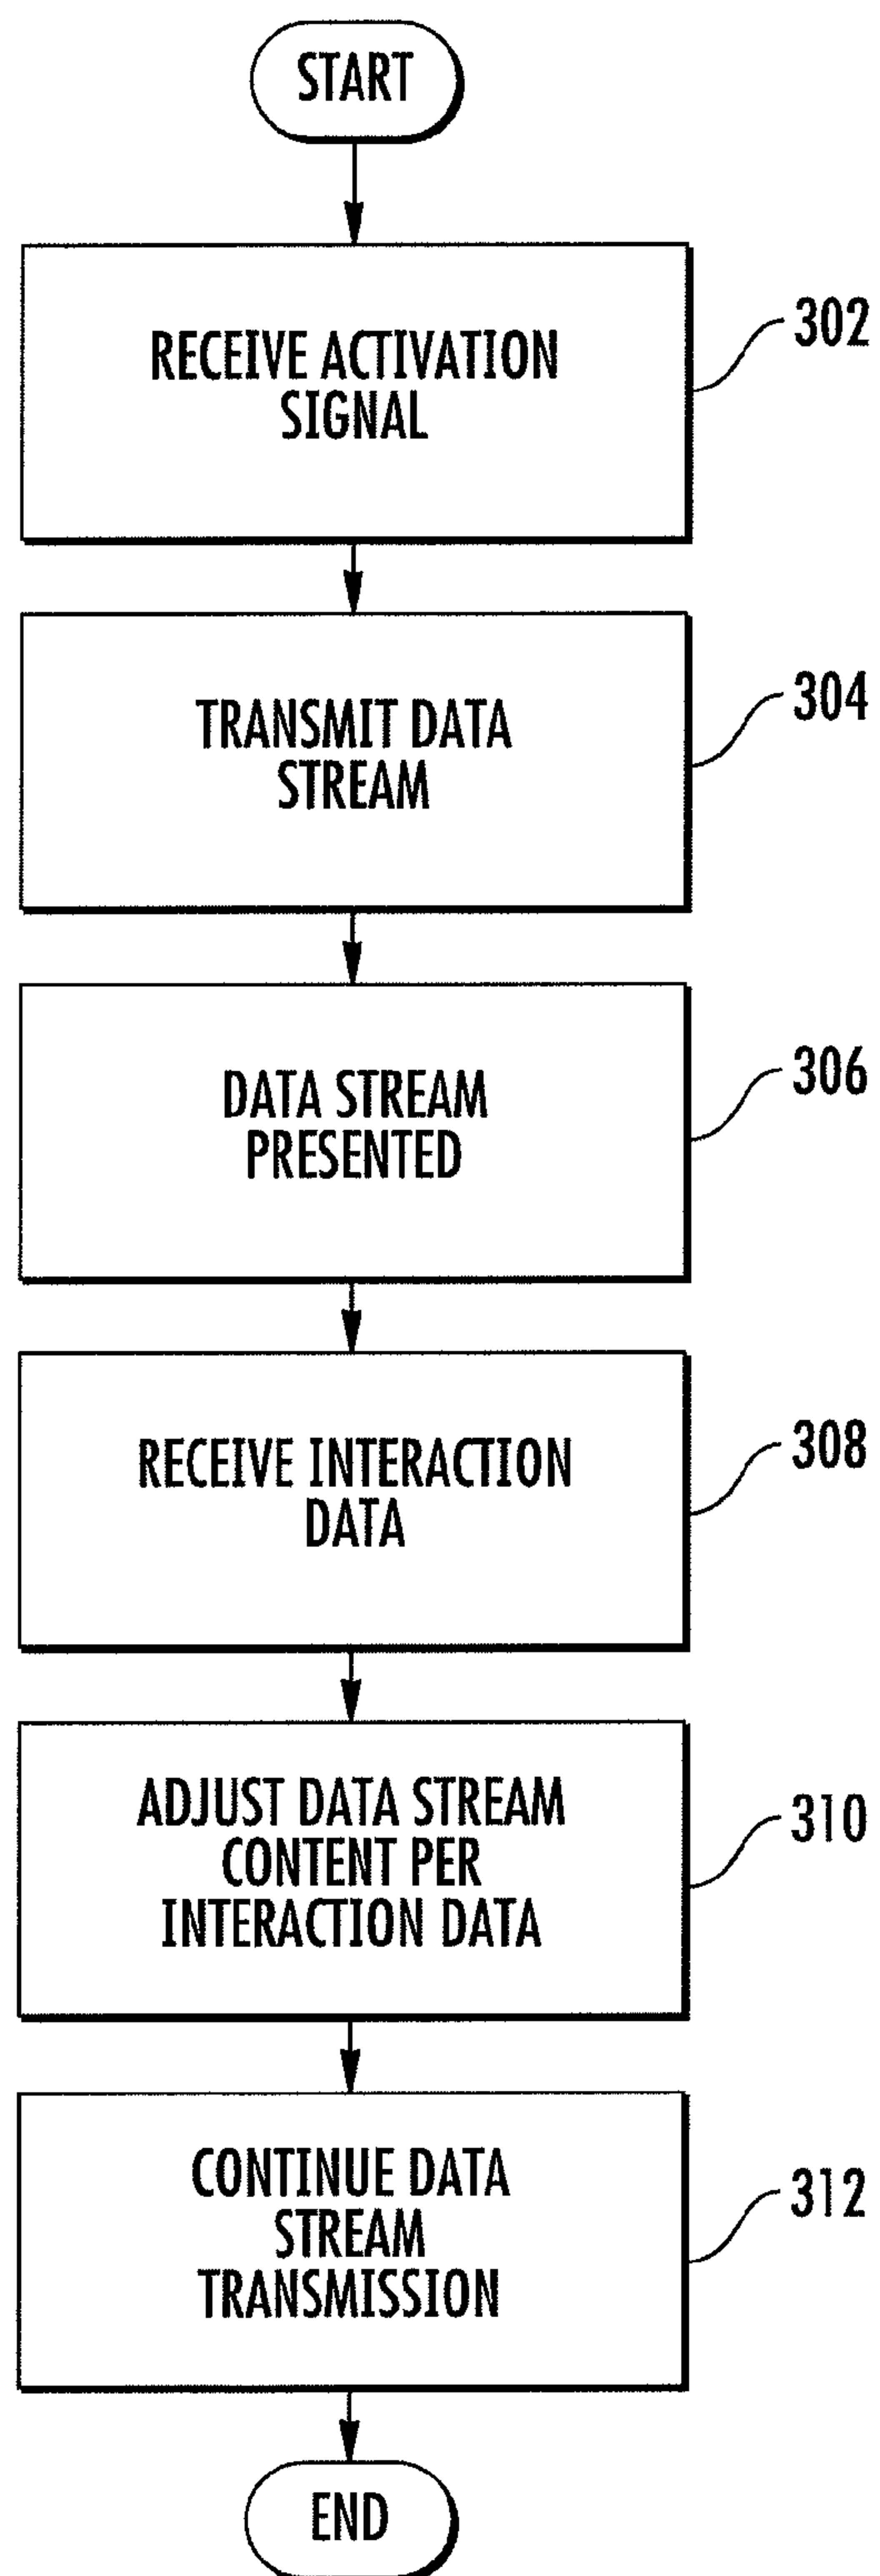 START
RECEIVE ACTIVATION
SIGNAL
302
TRANSMIT DATA
STREAM
304
DATA STREAM
PRESENTED
306
RECEIVE INTERACTION
DATA
308
ADJUST DATA STREAM
CONTENT PER
INTERACTION DATA
310
CONTINUE DATA
STREAM
TRANSMISSION
312
END